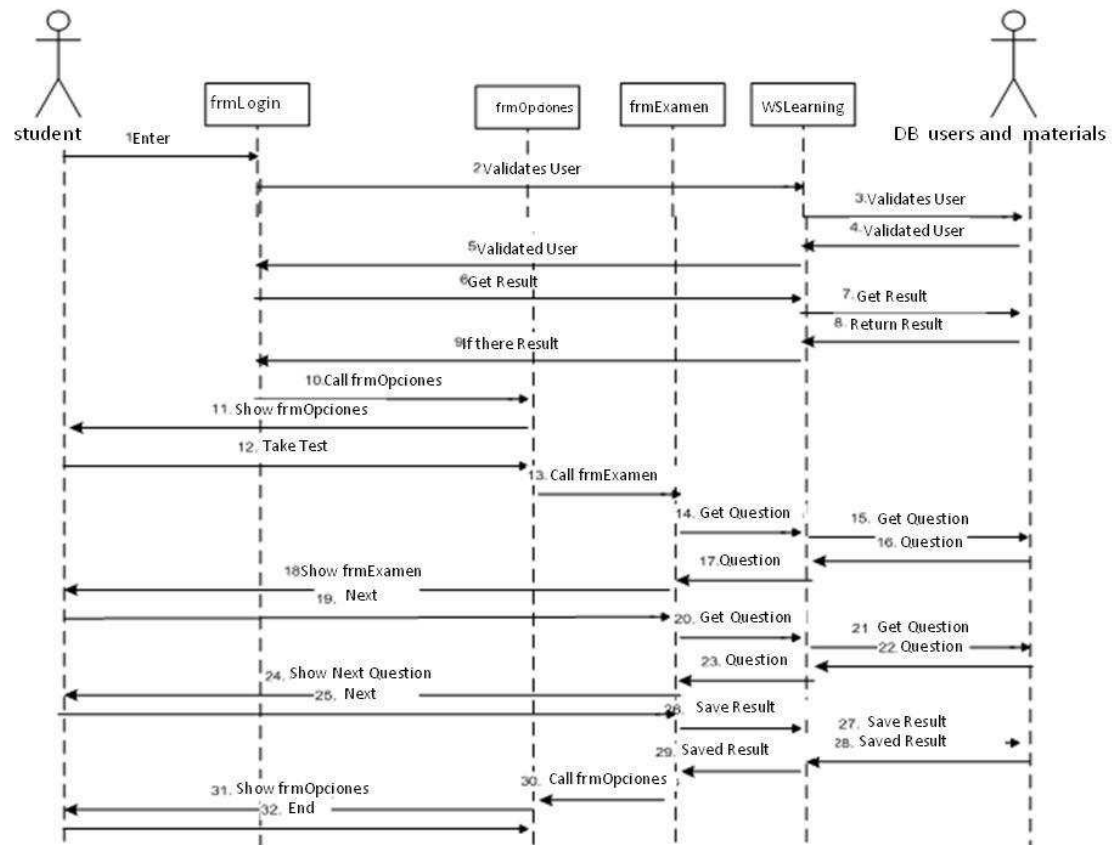 frmLogin
frmOpciones
frmExamen
WSLearning
student
DB users and materials
1Enter
2Validates User
3.Validates User
4.Validated User
5Validated User
6Get Result
7. Get Result
8. Return Result
9If there Result
10.Call frmOpciones
11. Show frmOpciones
12. Take Test
13. Call frmExamen
14. Get Question
15. Get Question
16. Question
17.Question
18Show frmExamen
19. Next
20. Get Question
21 Get Question
22. Question
23. Question
24. Show Next Question
25. Next
26. Save Result
27. Save Result
28. Saved Result
29. Saved Result
30. Call frmOpciones
31. Show frmOpciones
32. End